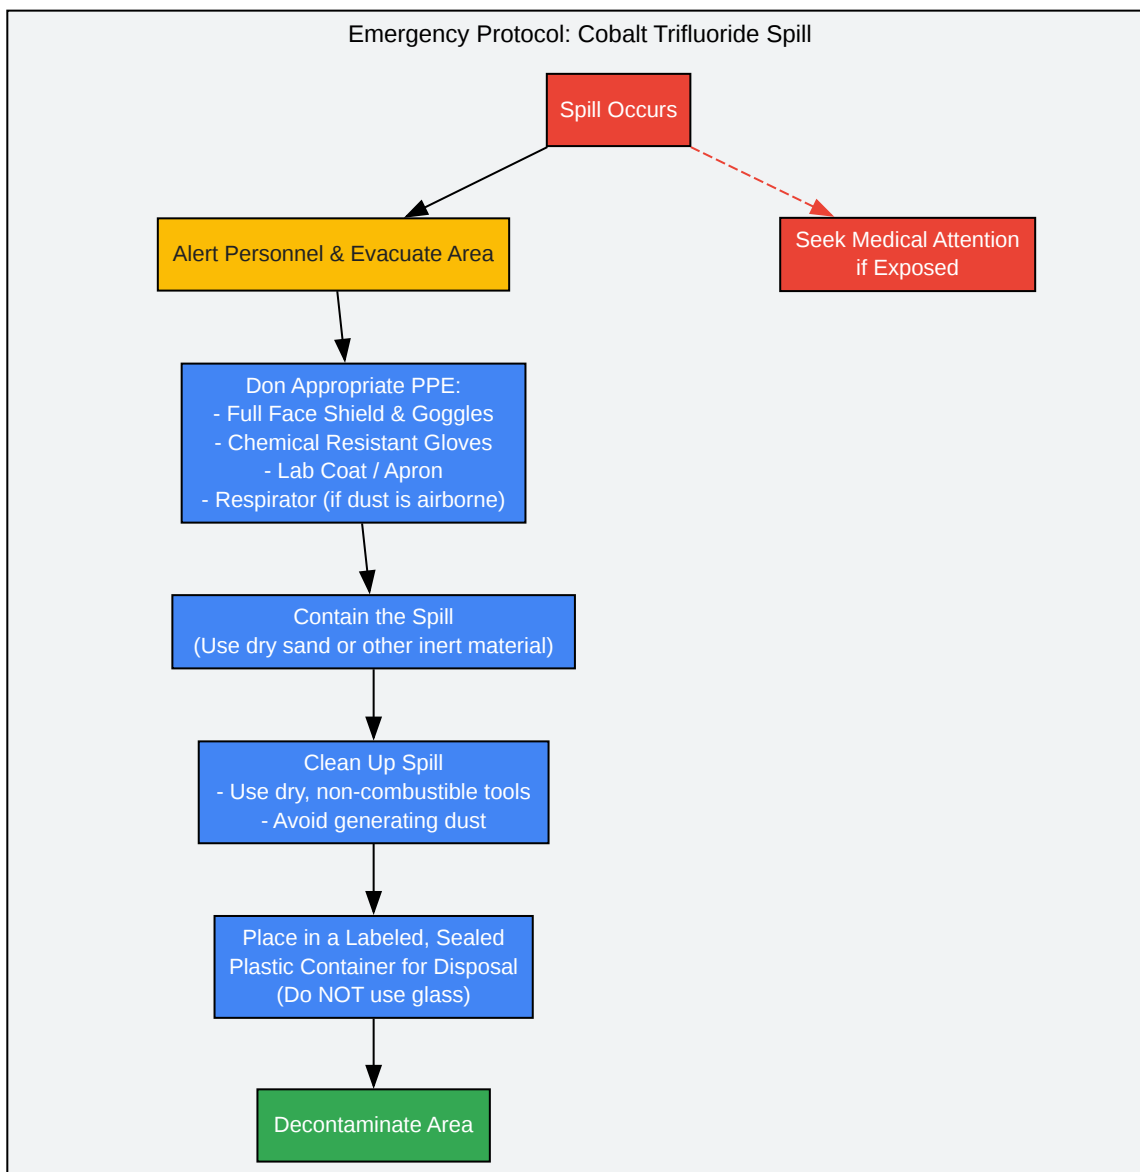 Emergency Protocol: Cobalt Trifluoride Spill
Spill Occurs
Alert Personnel & Evacuate Area
Seek Medical Attention
if Exposed
Don Appropriate PPE:
- Full Face Shield & Goggles
- Chemical Resistant Gloves
- Lab Coat / Apron
- Respirator (if dust is airborne)
Contain the Spill
(Use dry sand or other inert material)
Clean Up Spill
- Use dry, non-combustible tools
- Avoid generating dust
Place in a Labeled, Sealed
Plastic Container for Disposal
(Do NOT use glass)
Decontaminate Area